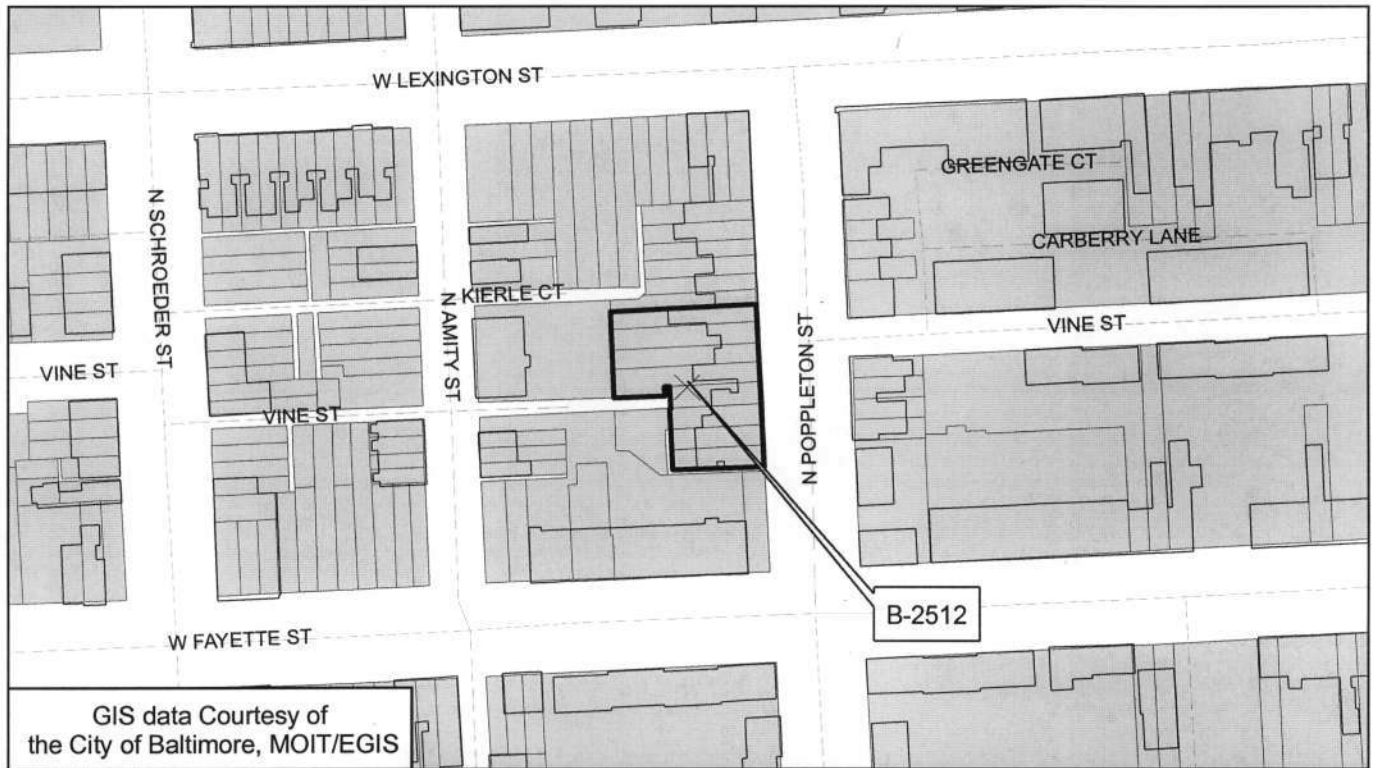 W LEXINGTON ST
GREENGATE CT
CARBERRY LANE
N SCHROEDER ST
KIERLE CT
N AMITY ST
N POPPLETON ST
VINE ST
VINE ST
VINE ST
B-2512
W FAYETTE ST
GIS data Courtesy of
the City of Baltimore, MOIT/EGIS